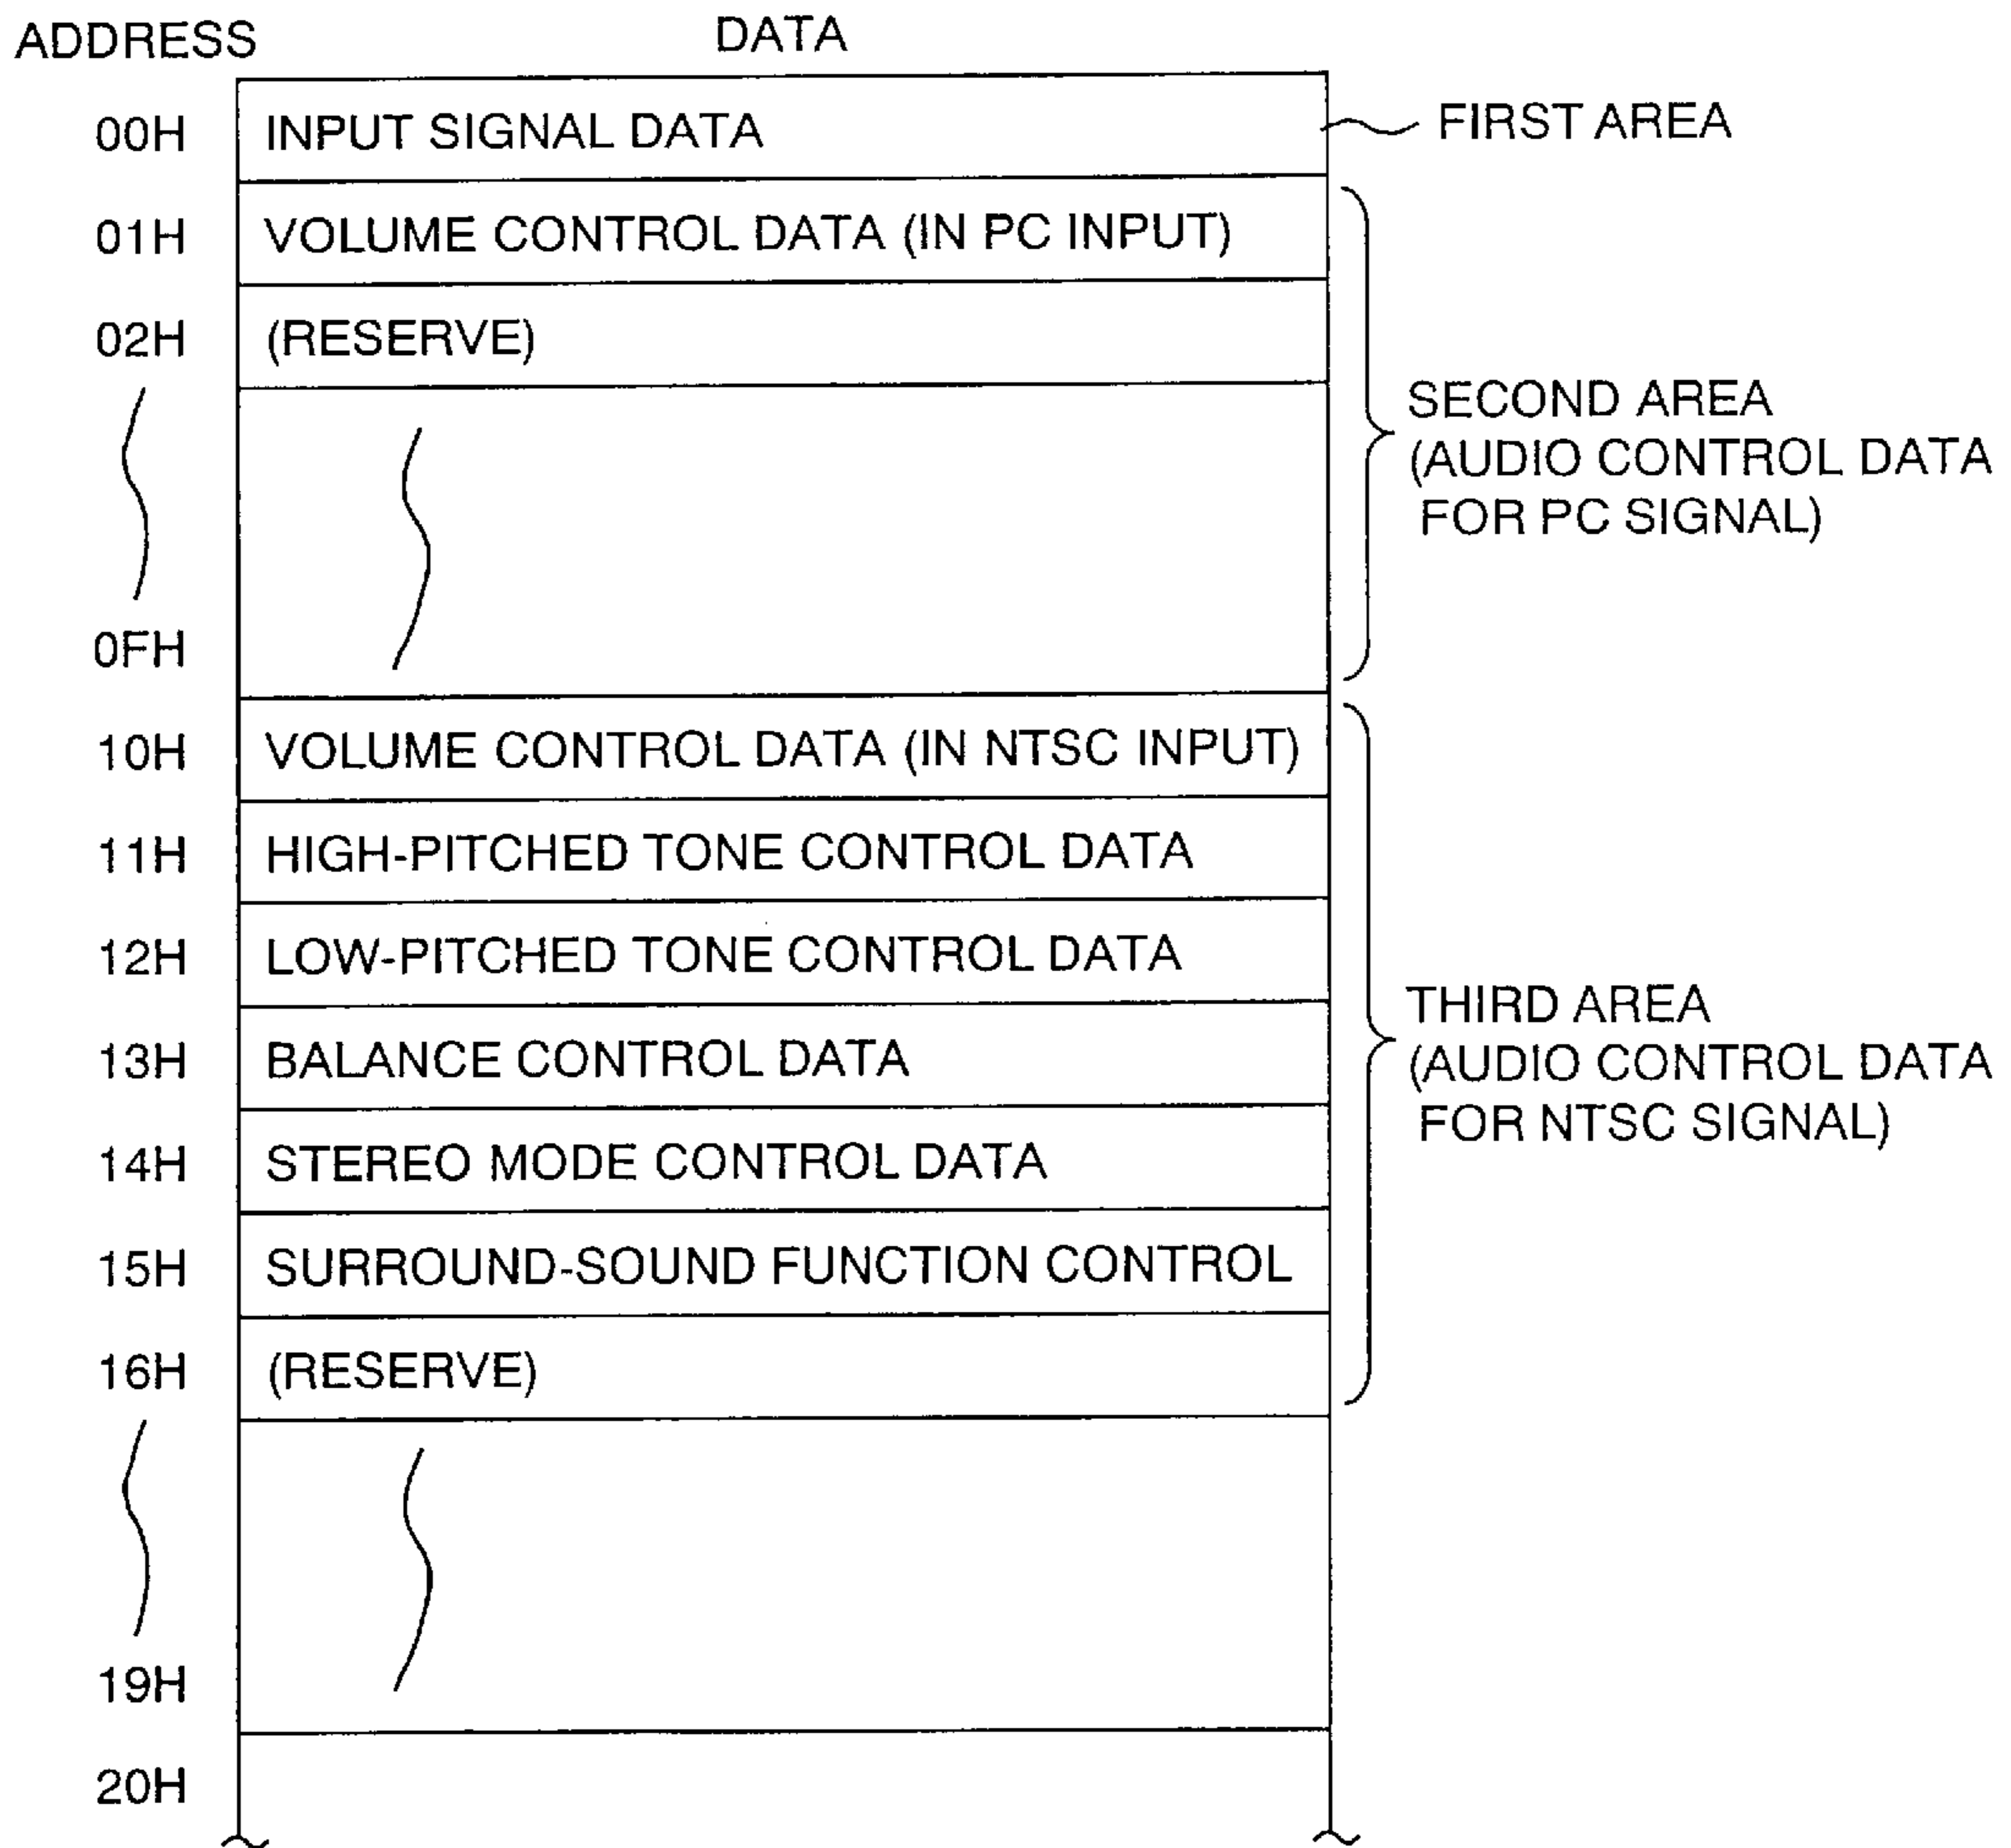 ADDRESS DATA
00H INPUT SIGNAL DATA FIRST AREA
01H VOLUME CONTROL DATA (IN PC INPUT)
02H (RESERVE)
SECOND AREA
(AUDIO CONTROL DATA
FOR PC SIGNAL)
0FH
10H VOLUME CONTROL DATA (IN NTSC INPUT)
11H HIGH-PITCHED TONE CONTROL DATA
12H LOW-PITCHED TONE CONTROL DATA
THIRD AREA
(AUDIO CONTROL DATA
FOR NTSC SIGNAL)
13H BALANCE CONTROL DATA
14H STEREO MODE CONTROL DATA
15H SURROUND-SOUND FUNCTION CONTROL
16H (RESERVE)
19H
20H